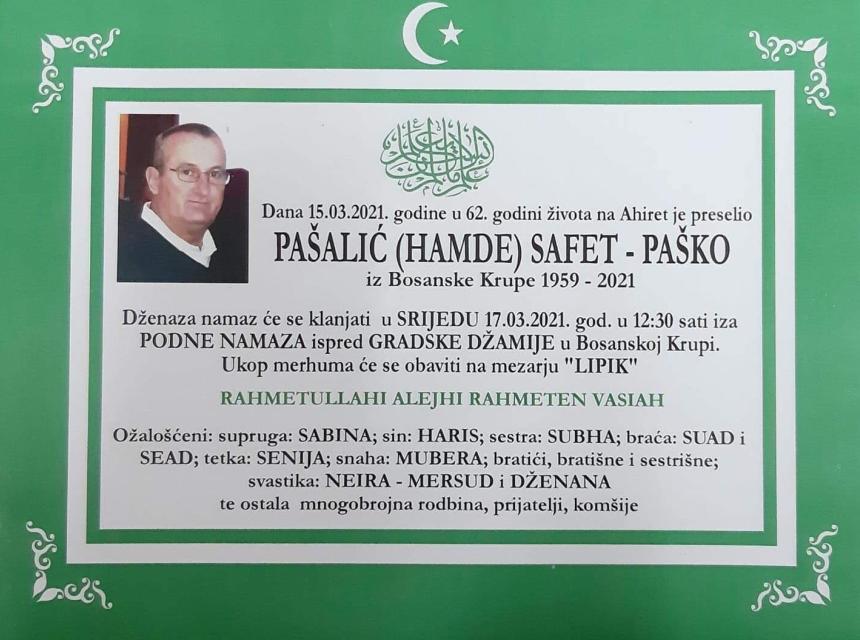 Dana 15.03.2021. godine u 62. godini života na Ahiret je preselio
PAŠALIĆ (HAMDE) SAFET - PAŠKO
iz Bosanske Krupe 1959 - 2021
Dženaza namaz će se klanjati u SRIJEDU 17.03.2021. god. u 12:30 sati iza
PODNE NAMAZA ispred GRADSKE DŽAMIJE u Bosanskoj Krupi.
Ukop merhuma će se obaviti na mezarju "LIPIK"
RAHMETULLAHI ALEJHI RAHMETEN VASIAH
Ožalošćeni: supruga: SABINA; sin: HARIS; sestra: SUBHA; braća: SUAD i
SEAD; tetka: SENIJA; snaha: MUBERA; bratići, bratišne i sestrišne;
svastika: NEIRA - MERSUD i DŽENANA
te ostala mnogobrojna rodbina, prijatelji, komšije